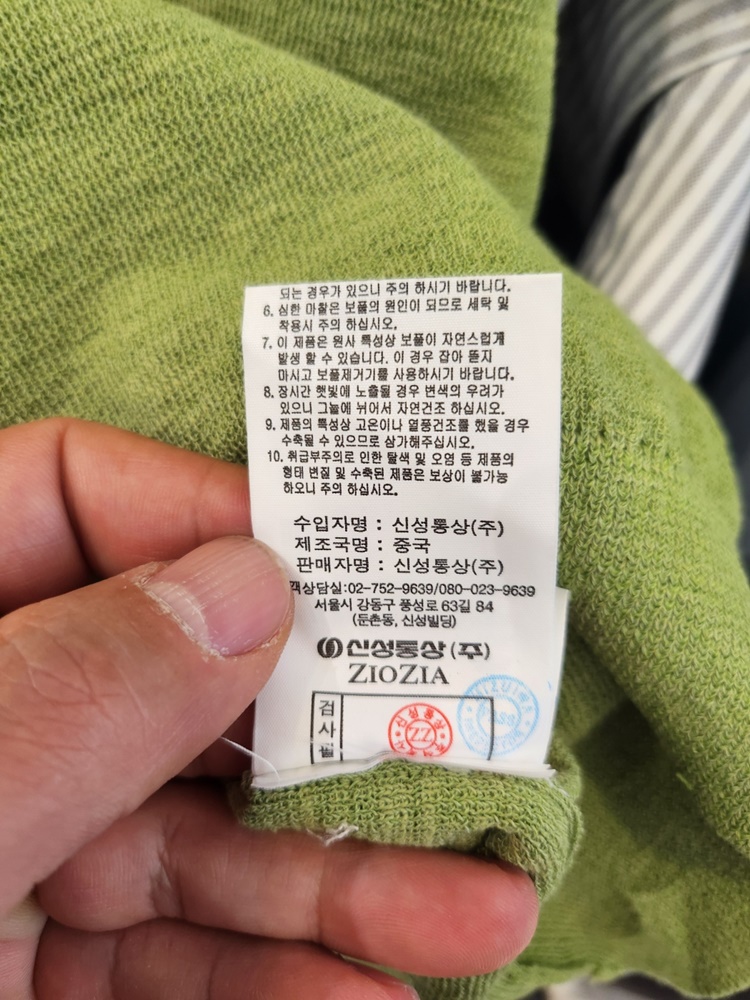 되는 경우가 있으니 주의 하시기 바랍니다.
6. 심한 마찰은 보풀의 원인이 되므로 세탁 및
착용시 주의 하십시오.
7. 이 제품은 원사 특성상 보풀이 자연스럽게
발생 할 수 있습니다. 이 경우 잡아 뜯지
마시고 보풀제거기를 사용하시기 바랍니다.
8. 장시간 햇빛에 노출될 경우 변색의 우려가
있으니 그늘에 뉘어서 자연건조 하십시오.
9. 제품의 특성상 고온이나 열풍건조를 했을 경우
수축될 수 있으므로 삼가해주십시오.
10. 취급부주의로 인한 탈색 및 오염 등 제품의
형태 변질 및 수축된 제품은 보상이 불가능
하오니 주의 하십시오.
수입자명 : 신성통상(주)
제조국명 : 중국
판매자명 : 신성통상(주)
객상담실:02-752-9639/080-023-9639
서울시 강동구 풍성로 63길 84
(둔촌동, 신성빌딩)
신성통상(주)
ZIOZIA
검사필
신성통상
ZZ
PASS